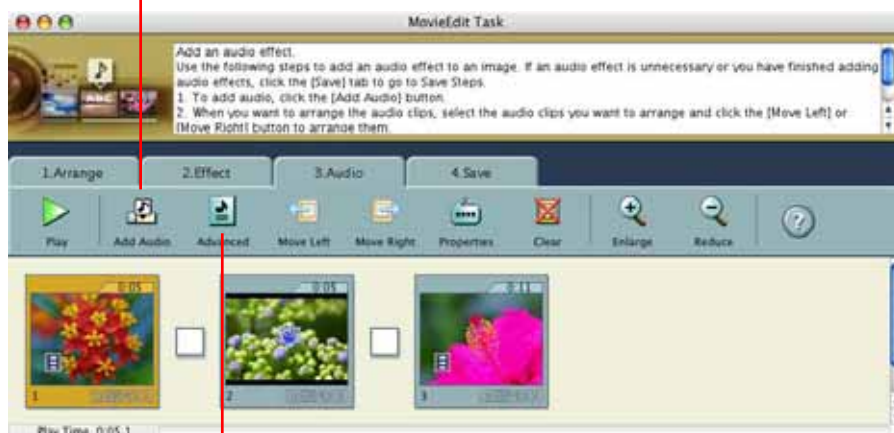 MovieEdit Task
Add an audio effect.
Use the following steps to add an audio effect to an image. If an audio effect is unnecessary or you have finished adding
audio effects, click the [Save] tab to go to Save Steps.
1. To add audio, click the [Add Audio] button.
2. When you want to arrange the audio clips, select the audio clips you want to arrange and click the [Move Left] or
[Move Right] button to arrange them.
1.Arrange 2.Effect 3.Audio 4.Save
Play Add Audio Advanced Move Left Move Right Properties Clear Enlarge Reduce ?
0:05 0:05 0:11
ABC
1 2 3
Play Time 0:05.1